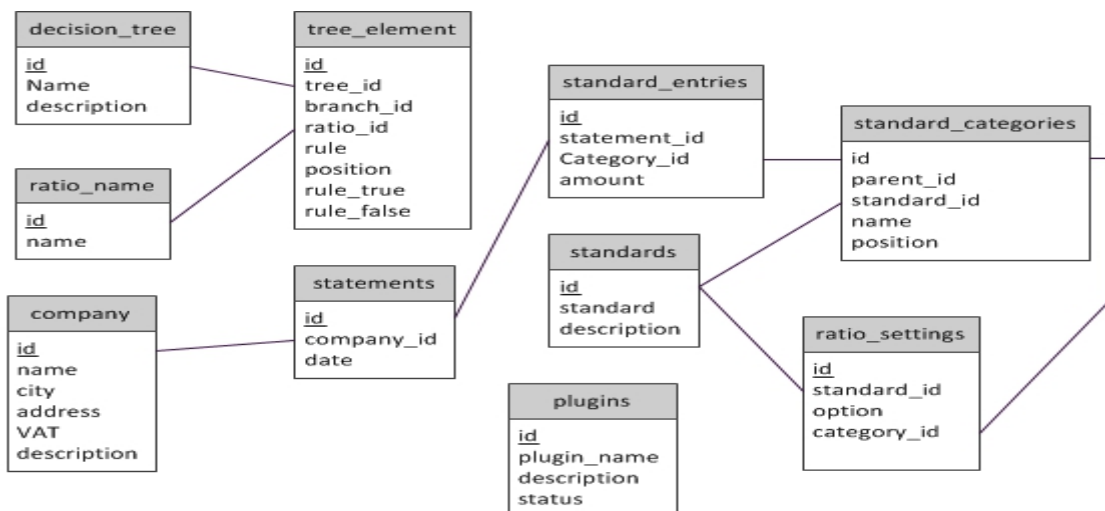 decision_tree
id
Name
description
tree_element
id
tree_id
branch_id
ratio_id
rule
position
rule_true
rule_false
ratio_name
id
name
standard_entries
id
statement_id
Category_id
amount
standard_categories
id
parent_id
standard_id
name
position
standards
id
standard
description
statements
id
company_id
date
company
id
name
city
address
VAT
description
ratio_settings
id
standard_id
option
category_id
plugins
id
plugin_name
description
status